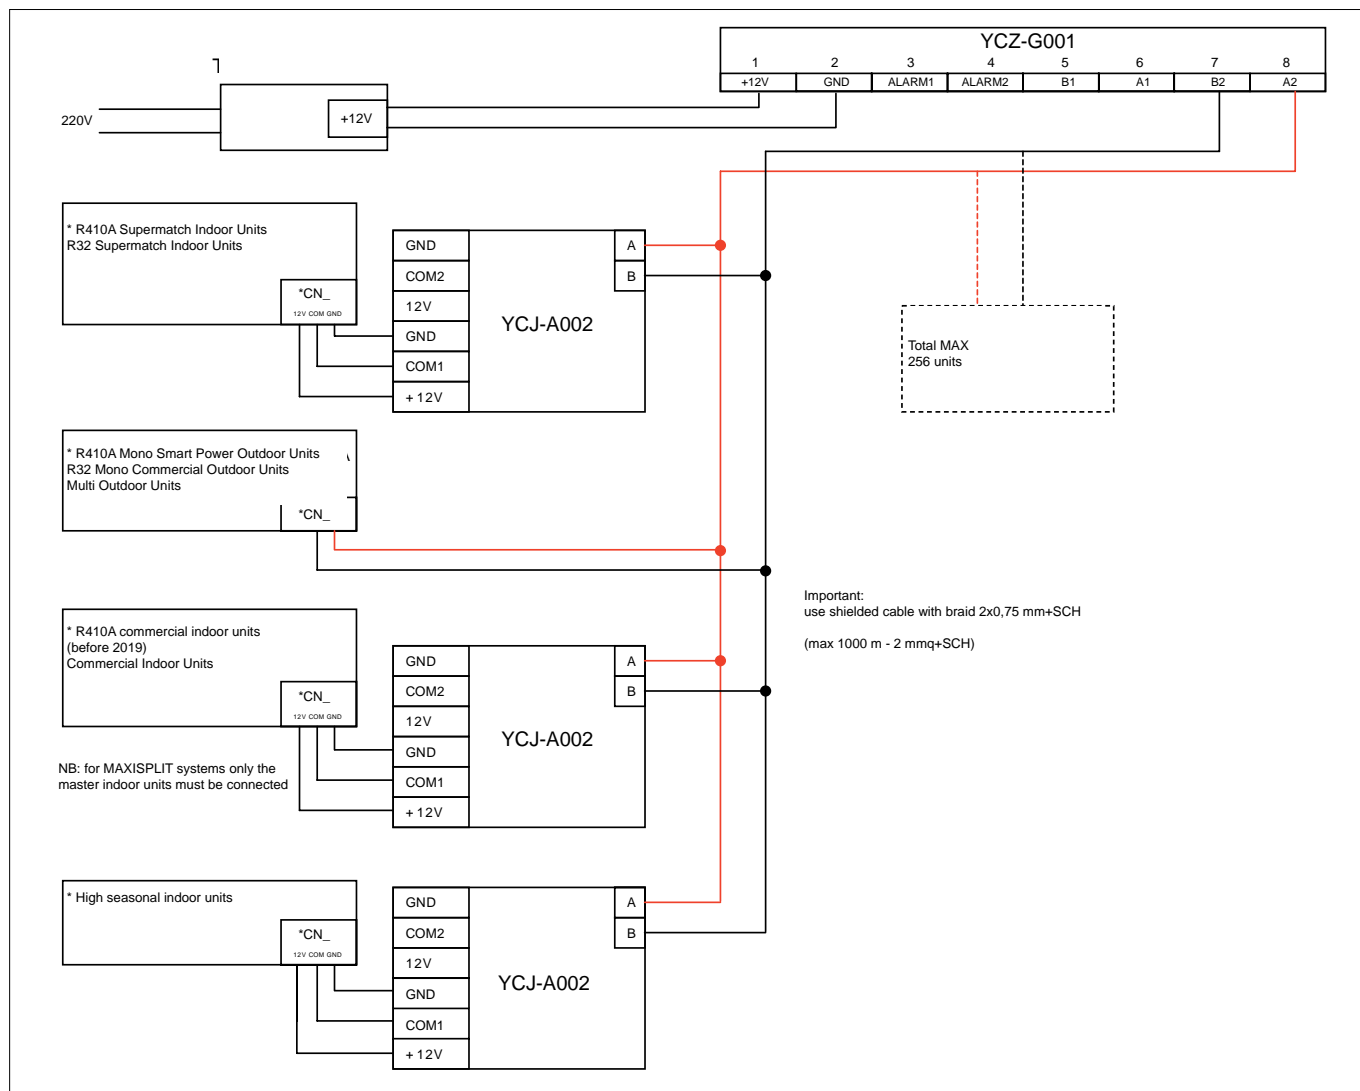 YCZ-G001
1 2 3 4 5 6 7 8
+12V GND ALARM1 ALARM2 B1 A1 B2 A2
220V
+12V
* R410A Supermatch Indoor Units
R32 Supermatch Indoor Units
*CN_
12V COM GND
GND
COM2
12V
GND
COM1
+ 12V
YCJ-A002
A
B
Total MAX
256 units
* R410A Mono Smart Power Outdoor Units
R32 Mono Commercial Outdoor Units
Multi Outdoor Units
*CN_
Important:
use shielded cable with braid 2x0,75 mm+SCH
(max 1000 m - 2 mmq+SCH)
* R410A commercial indoor units
(before 2019)
Commercial Indoor Units
*CN_
12V COM GND
NB: for MAXISPLIT systems only the
master indoor units must be connected
GND
COM2
12V
GND
COM1
+ 12V
YCJ-A002
A
B
* High seasonal indoor units
*CN_
12V COM GND
GND
COM2
12V
GND
COM1
+ 12V
YCJ-A002
A
B